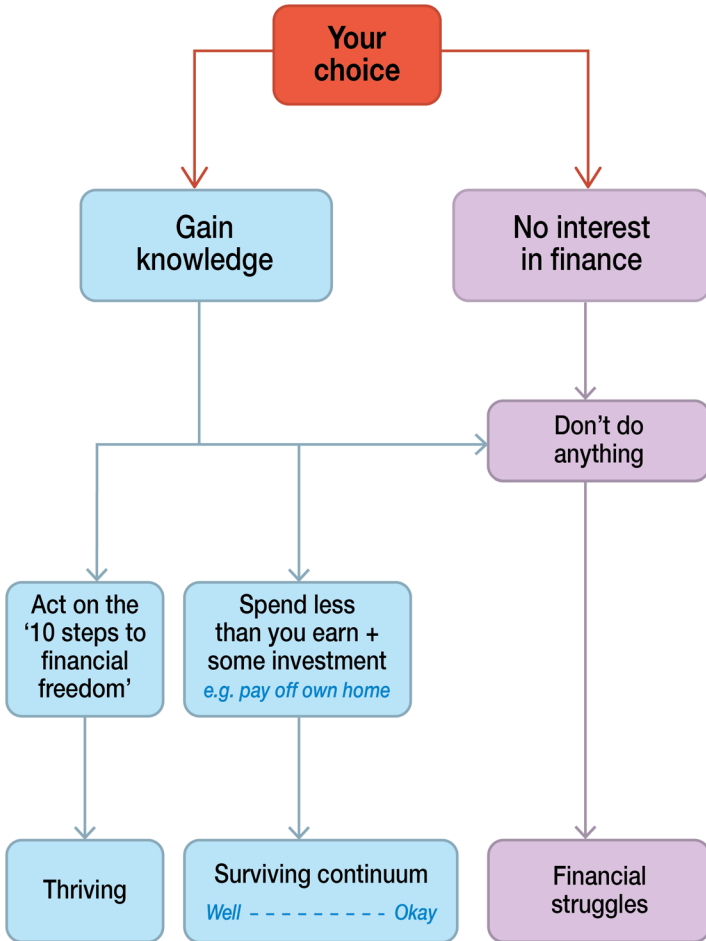 Your
choice
Gain
knowledge
No interest
in finance
Don’t do
anything
Act on the
‘10 steps to
financial
freedom’
Spend less
than you earn +
some investment
e.g. pay off own home
Thriving
Surviving continuum
Well - - - - - - - - - Okay
Financial
struggles